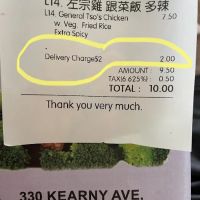 L14. 左宗雞 跟菜飯 多辣
L14. General Tso's Chicken 7.50
w. Veg. Fried Rice
Extra Spicy
Delivery Charge$2 2.00
AMOUNT : 9.50
TAX(6.625%) : 0.50
TOTAL : 10.00
Thank you very much.
330 KEARNY AVE,